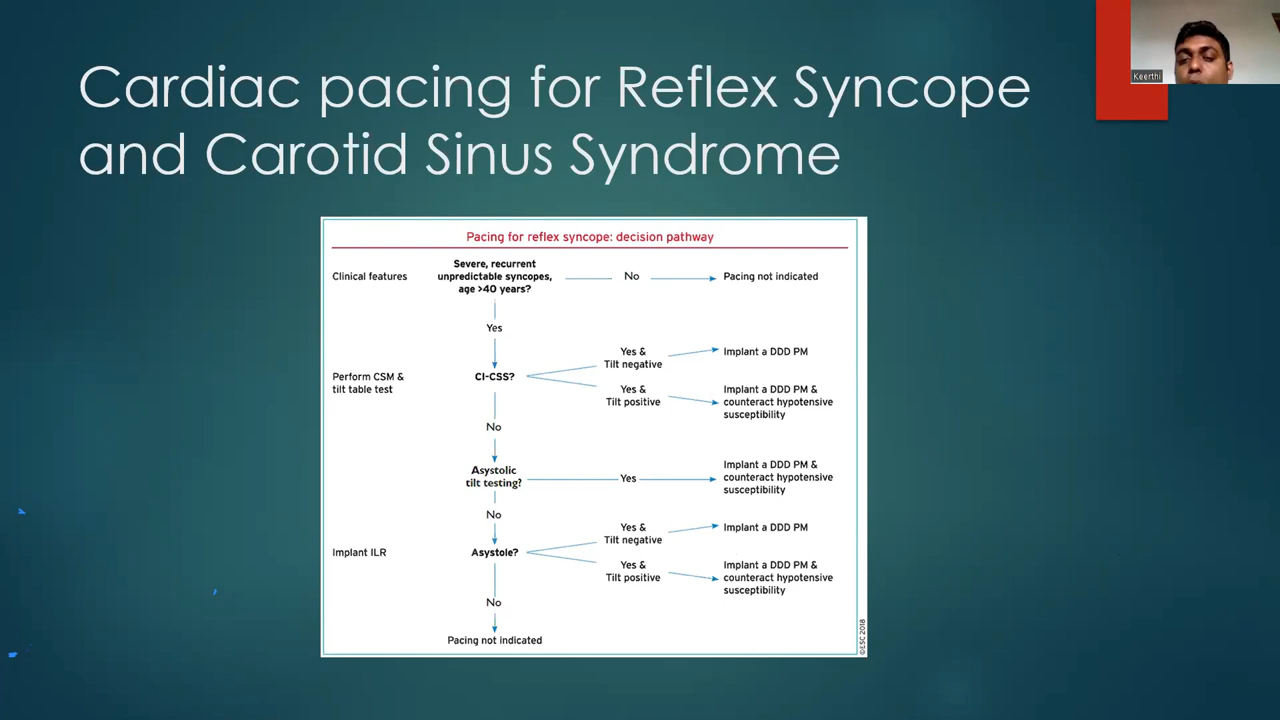 Cardiac pacing for Reflex Syncope
and Carotid Sinus Syndrome
Keerthi
Pacing for reflex syncope: decision pathway
Clinical features
Severe, recurrent
unpredictable syncopes,
age >40 years?
No
Pacing not indicated
Yes
Perform CSM &
tilt table test
CI-CSS?
Yes &
Tilt negative
Implant a DDD PM
Yes &
Tilt positive
Implant a DDD PM &
counteract hypotensive
susceptibility
No
Asystolic
tilt testing?
Yes
Implant a DDD PM &
counteract hypotensive
susceptibility
No
Implant ILR
Asystole?
Yes &
Tilt negative
Implant a DDD PM
Yes &
Tilt positive
Implant a DDD PM &
counteract hypotensive
susceptibility
No
Pacing not indicated
©ESC 2018